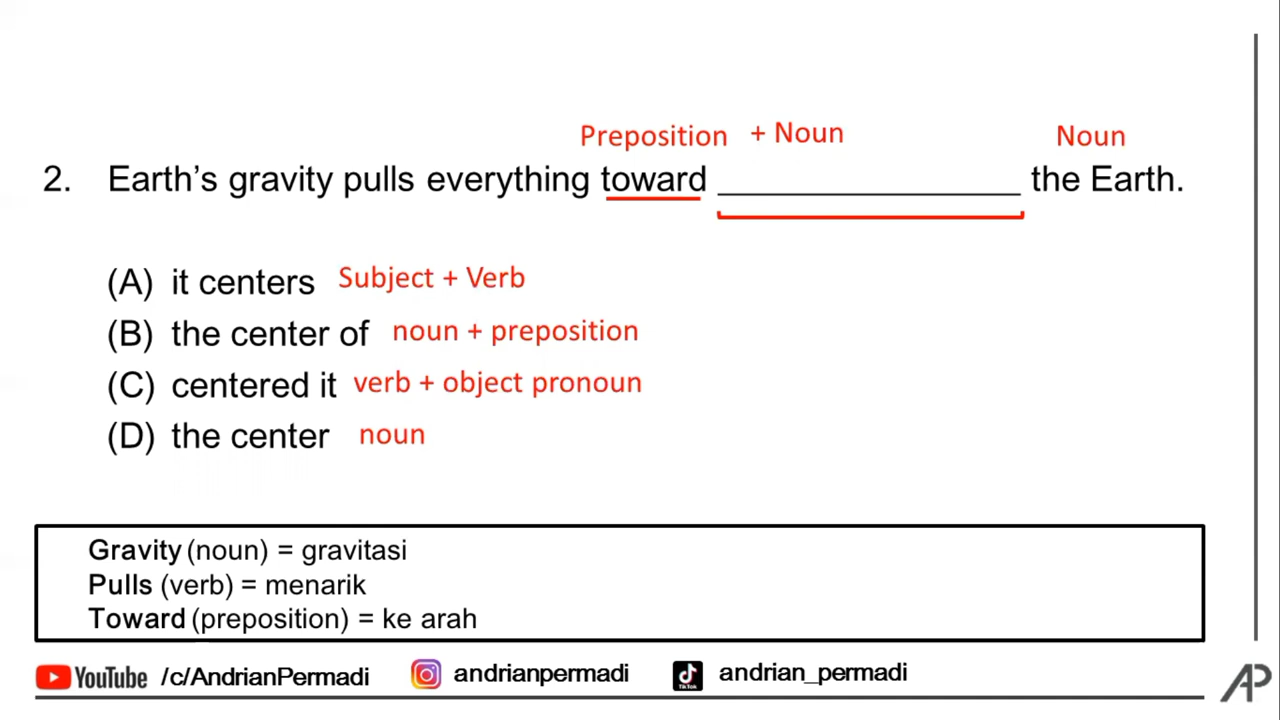 Preposition + Noun Noun
2. Earth’s gravity pulls everything toward ________________ the Earth.
(A) it centers Subject + Verb
(B) the center of noun + preposition
(C) centered it verb + object pronoun
(D) the center noun
Gravity (noun) = gravitasi
Pulls (verb) = menarik
Toward (preposition) = ke arah
YouTube /c/AndrianPermadi andrianpermadi TikTok andrian_permadi AP